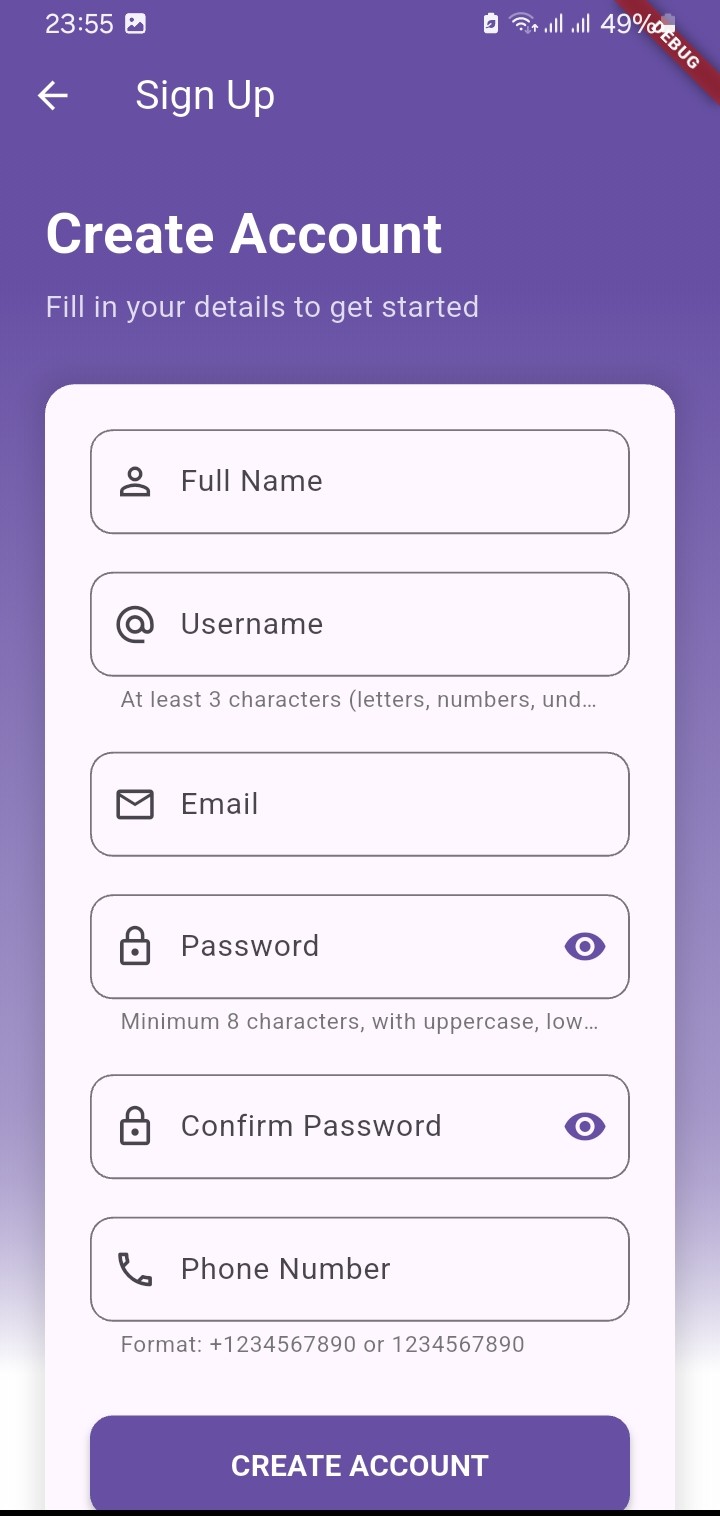 23:55 49%
DEBUG
Sign Up
Create Account
Fill in your details to get started
Full Name
Username
At least 3 characters (letters, numbers, und…
Email
Password
Minimum 8 characters, with uppercase, low…
Confirm Password
Phone Number
Format: +1234567890 or 1234567890
CREATE ACCOUNT